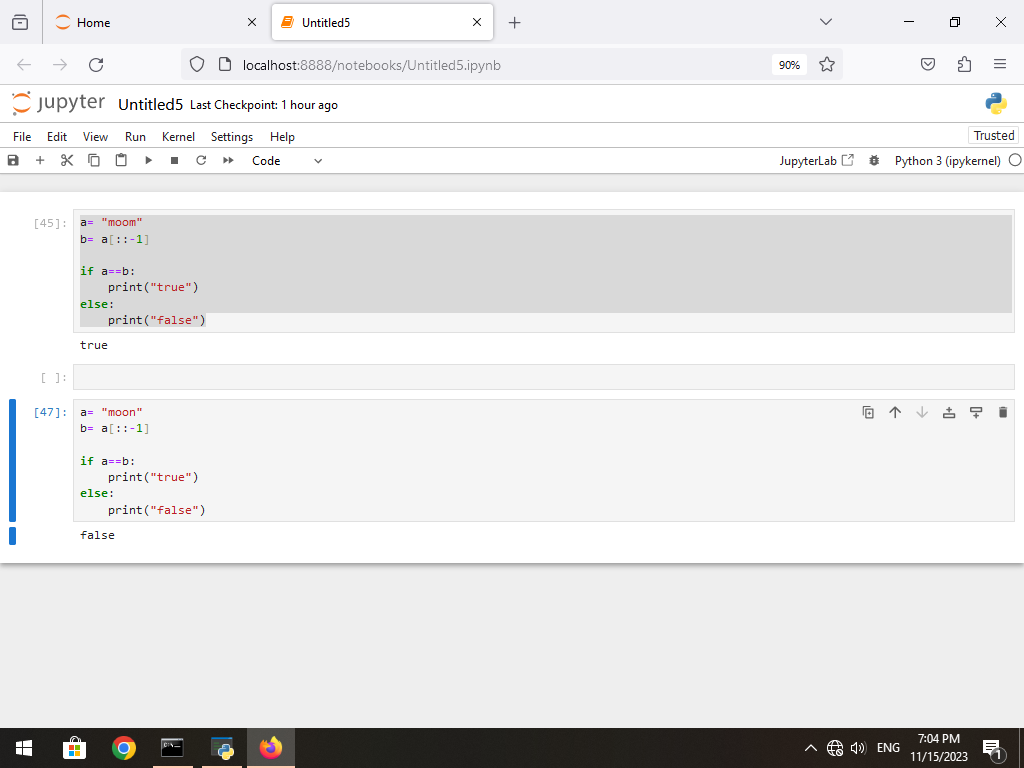 Home
Untitled5
localhost:8888/notebooks/Untitled5.ipynb
90%
jupyter Untitled5 Last Checkpoint: 1 hour ago
File Edit View Run Kernel Settings Help
Trusted
Code
JupyterLab
Python 3 (ipykernel)
[45]:
a= "moom"
b= a[::-1]
if a==b:
print("true")
else:
print("false")
true
[ ]:
[47]:
a= "moon"
b= a[::-1]
if a==b:
print("true")
else:
print("false")
false
ENG
7:04 PM
11/15/2023
1